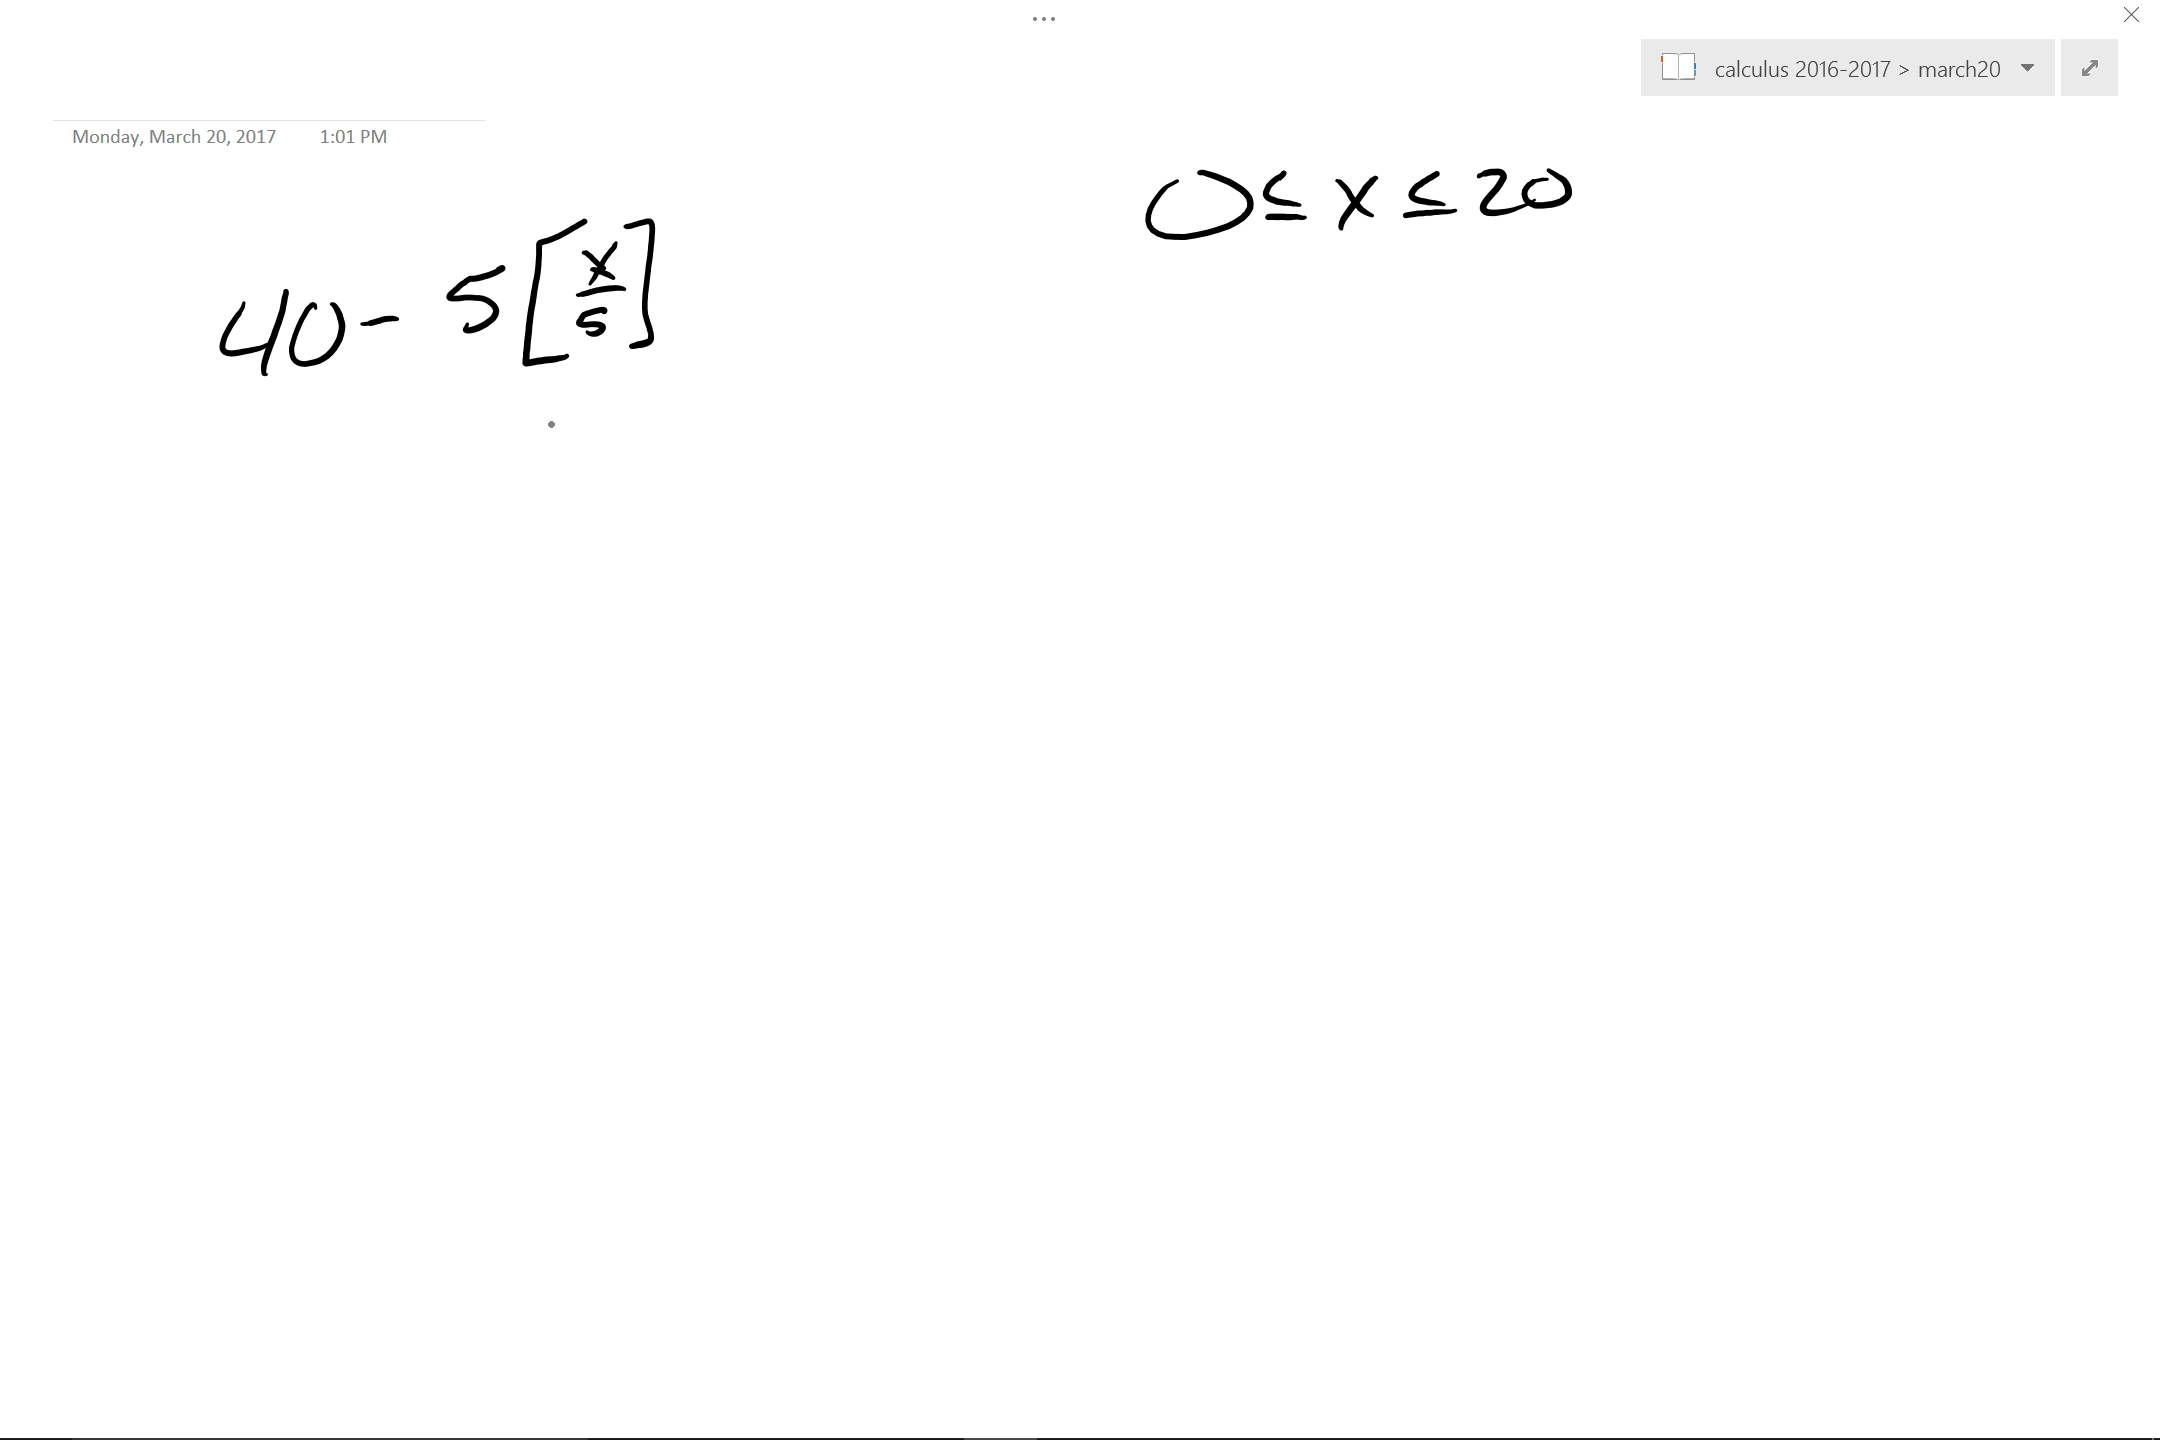 calculus 2016-2017 > march20
Monday, March 20, 2017 1:01 PM
0 ≤ x ≤ 20
40 - 5 [x/5]